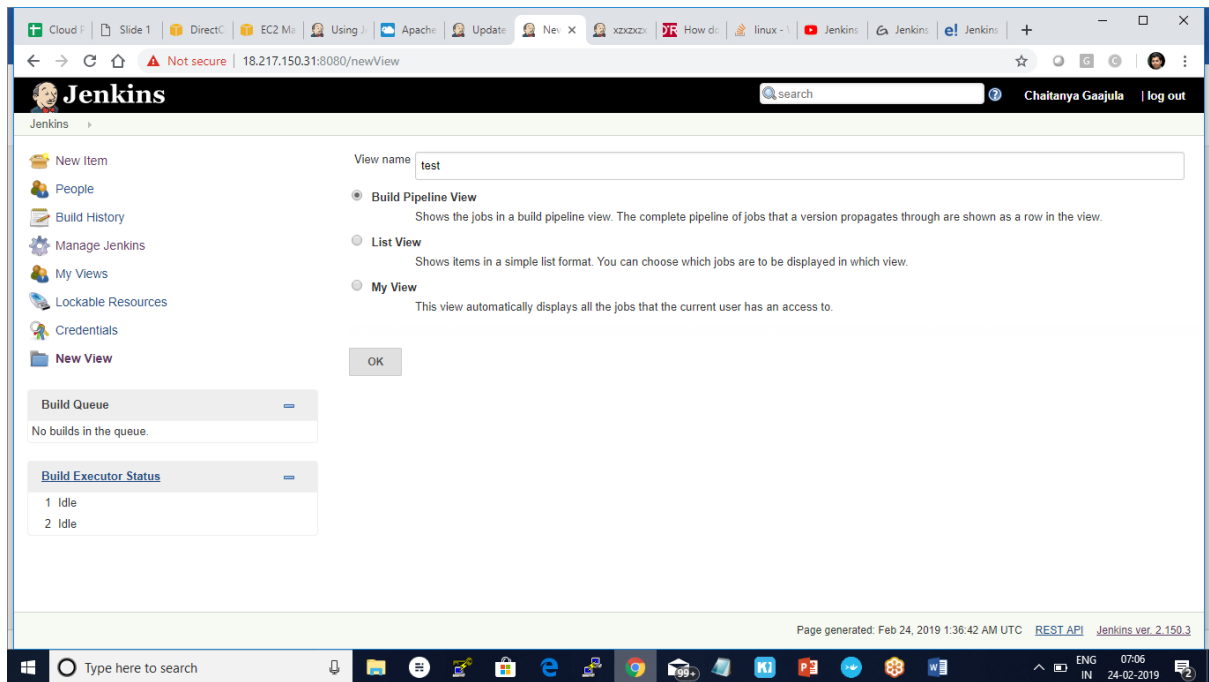 Cloud F Slide 1 DirectC EC2 Ma Using J Apache Update Nev xzxzxz How do linux - \ Jenkins Jenkins Jenkins
Not secure 18.217.150.31:8080/newView
Jenkins search Chaitanya Gaajula | log out
Jenkins
New Item
People
Build History
Manage Jenkins
My Views
Lockable Resources
Credentials
New View
Build Queue
No builds in the queue.
Build Executor Status
1 Idle
2 Idle
View name test
Build Pipeline View
Shows the jobs in a build pipeline view. The complete pipeline of jobs that a version propagates through are shown as a row in the view.
List View
Shows items in a simple list format. You can choose which jobs are to be displayed in which view.
My View
This view automatically displays all the jobs that the current user has an access to.
OK
Page generated: Feb 24, 2019 1:36:42 AM UTC REST API Jenkins ver. 2.150.3
Type here to search 99+ ENG 07:06
IN 24-02-2019 2